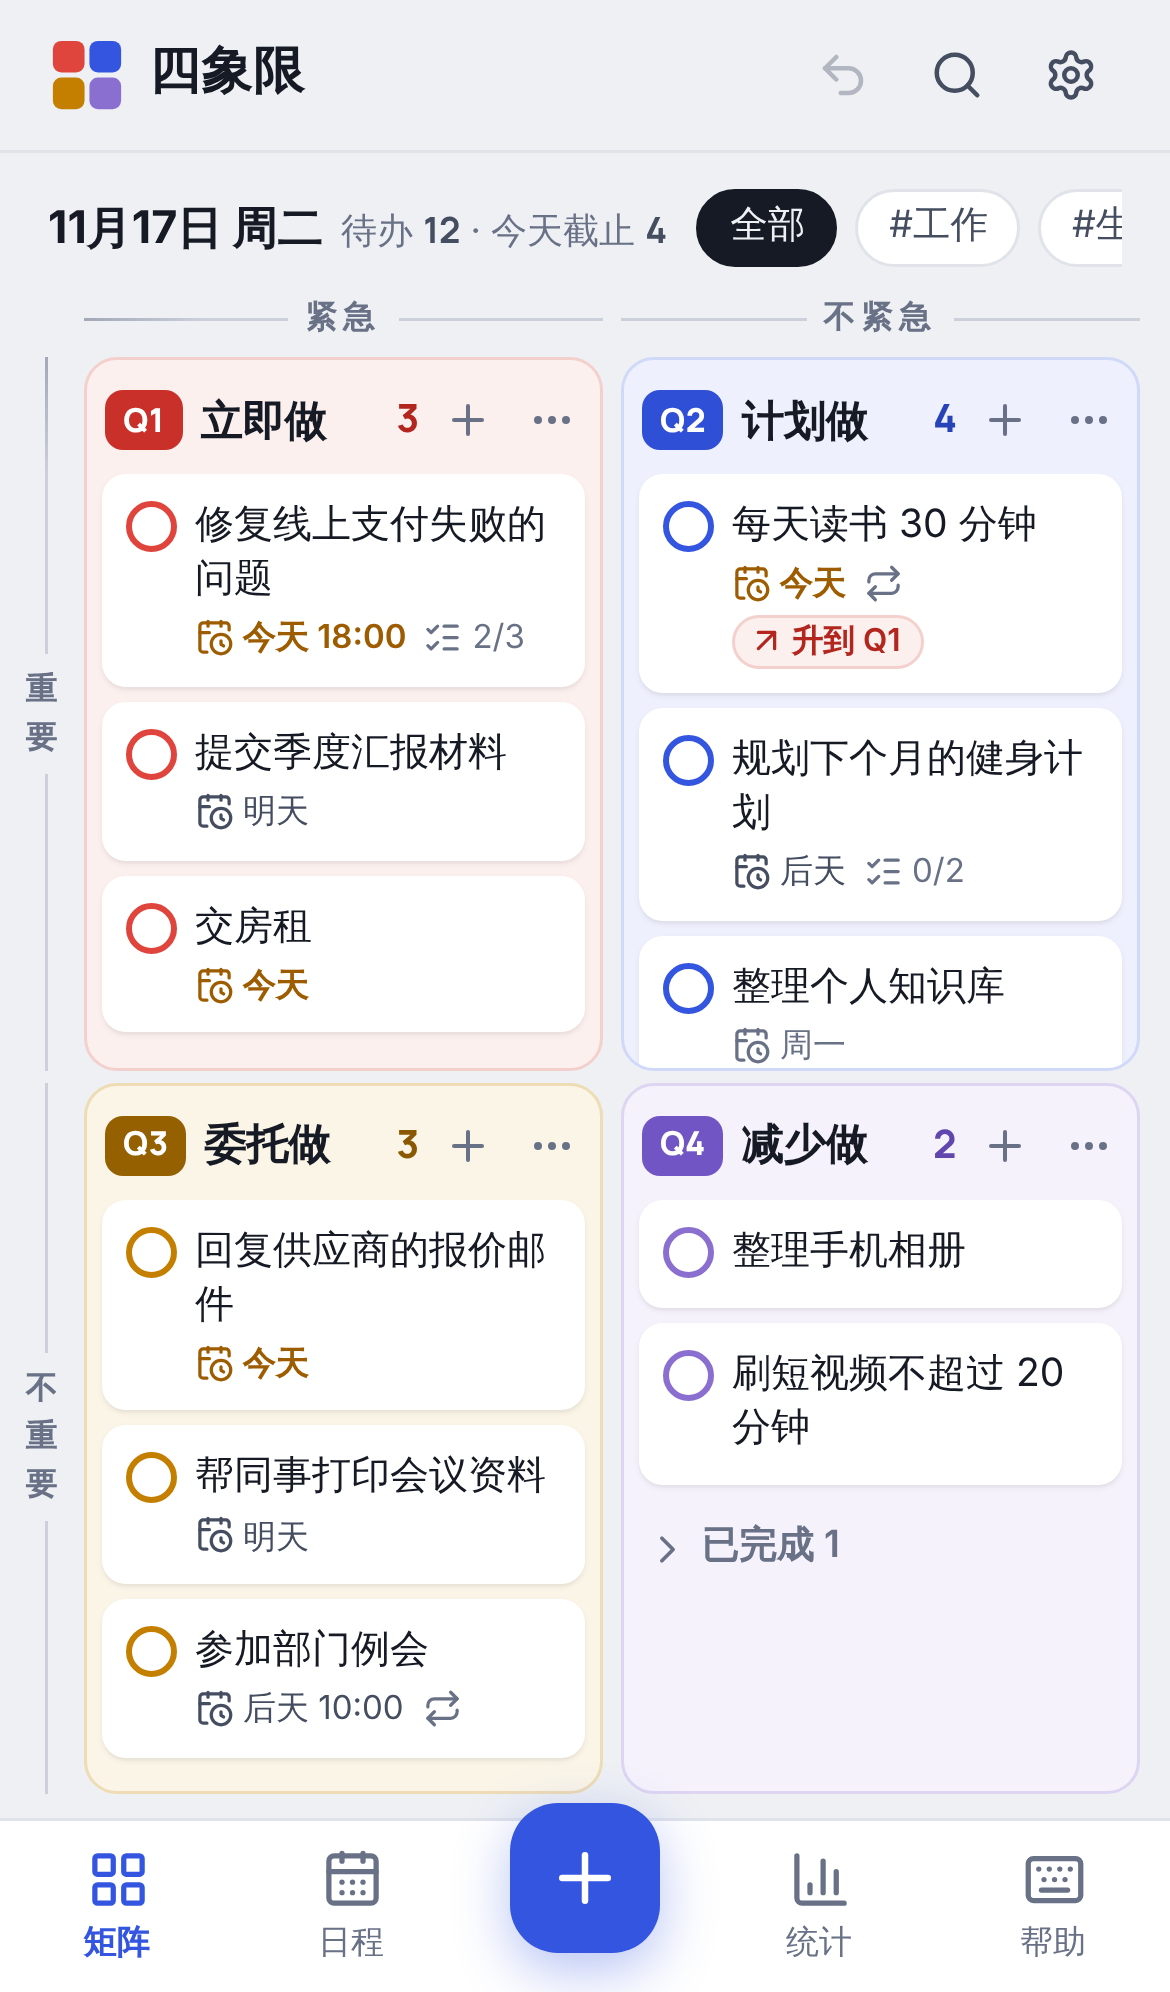 四象限
11月17日 周二 待办 12 · 今天截止 4 全部 #工作 #生
紧急
不紧急
重要
Q1 立即做 3
修复线上支付失败的
问题
今天 18:00 2/3
提交季度汇报材料
明天
交房租
今天
Q2 计划做 4
每天读书 30 分钟
今天
升到 Q1
规划下个月的健身计
划
后天 0/2
整理个人知识库
周一
不重要
Q3 委托做 3
回复供应商的报价邮
件
今天
帮同事打印会议资料
明天
参加部门例会
后天 10:00
Q4 减少做 2
整理手机相册
刷短视频不超过 20
分钟
已完成 1
矩阵
日程
统计
帮助